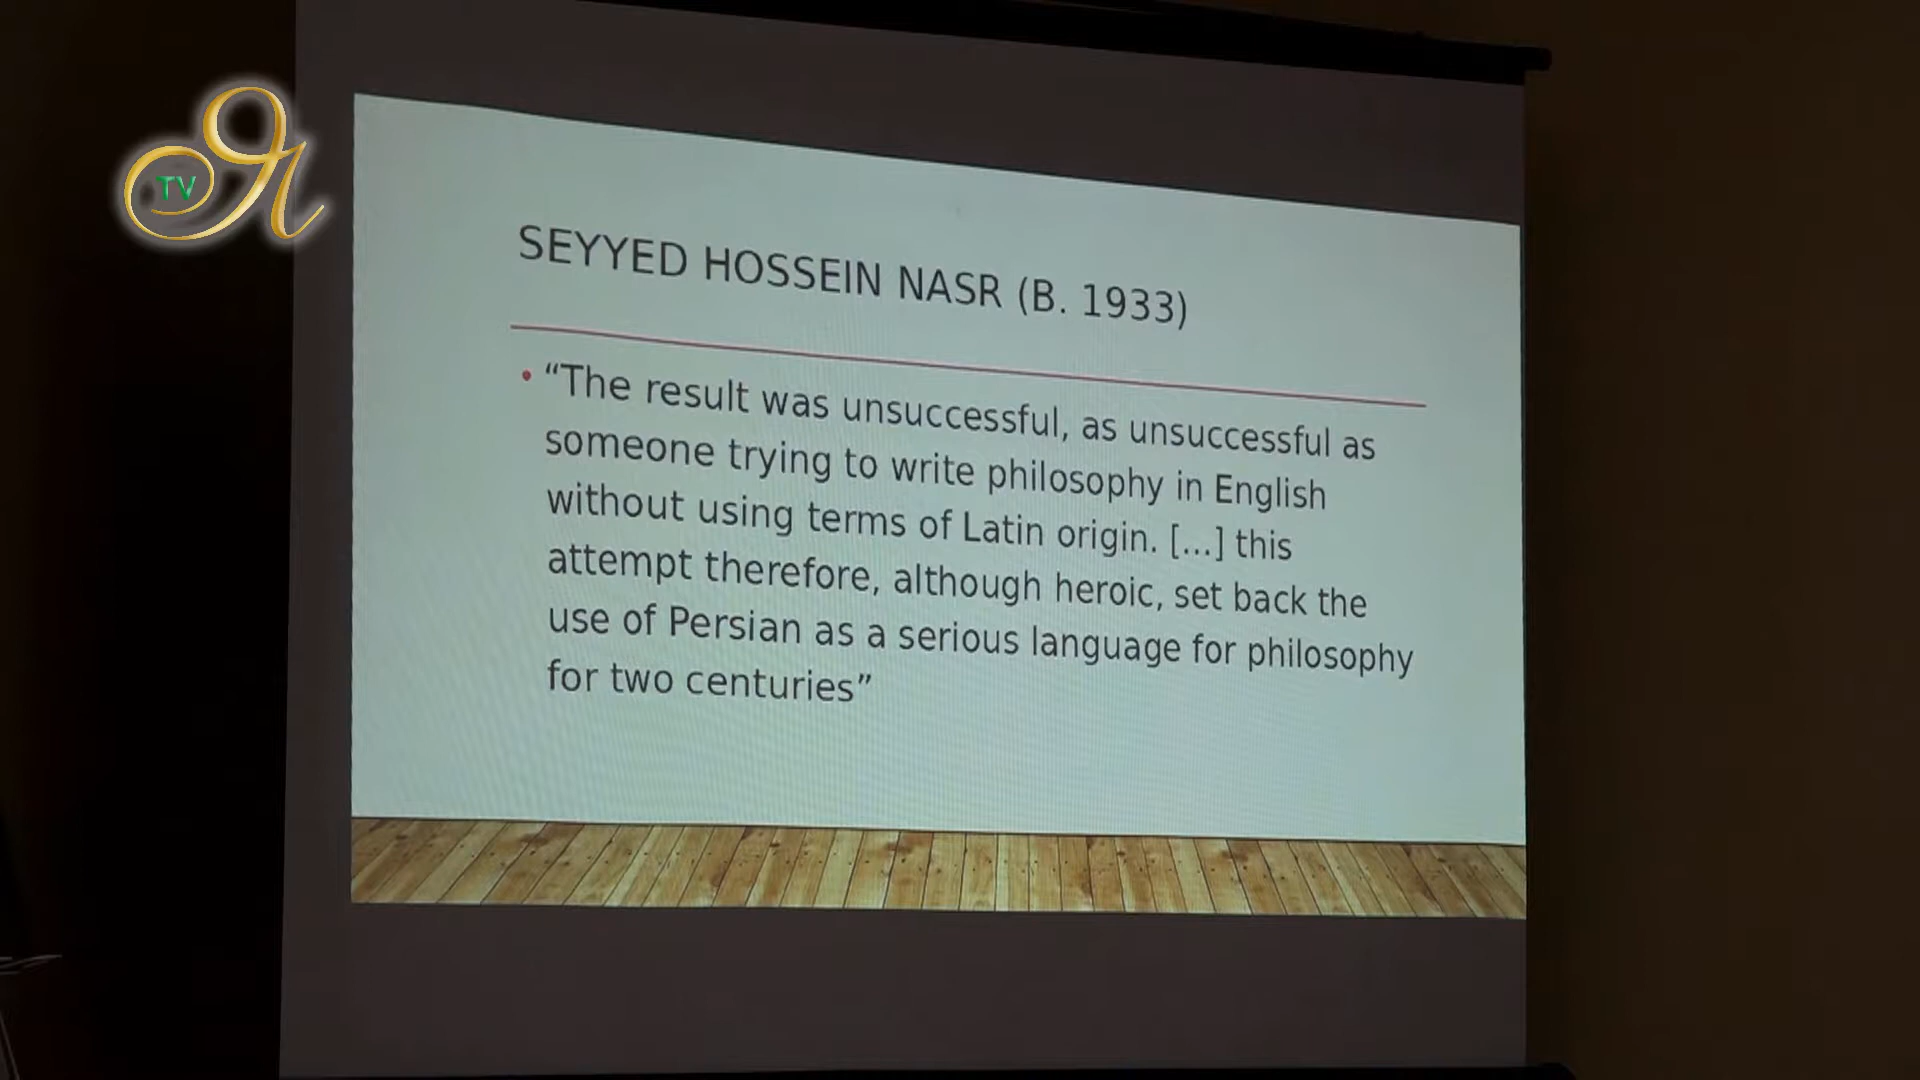 Я
TV
SEYYED HOSSEIN NASR (B. 1933)
• “The result was unsuccessful, as unsuccessful as
someone trying to write philosophy in English
without using terms of Latin origin. [...] this
attempt therefore, although heroic, set back the
use of Persian as a serious language for philosophy
for two centuries”